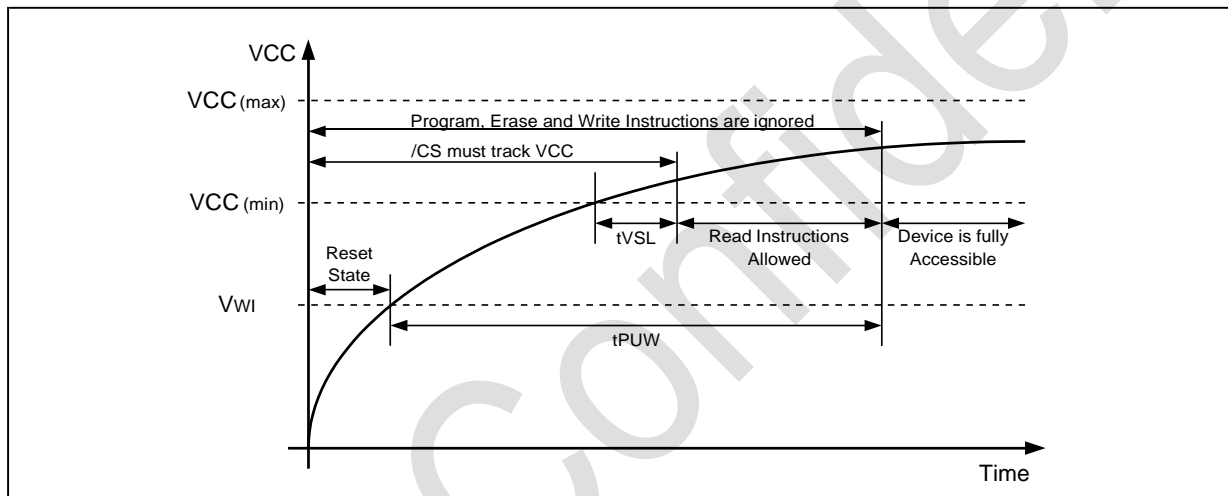 VCC
VCC (max)
Program, Erase and Write Instructions are ignored
/CS must track VCC
VCC (min)
tVSL
Read Instructions
Allowed
Device is fully
Accessible
Reset
State
VWI
tPUW
Time
Confiden